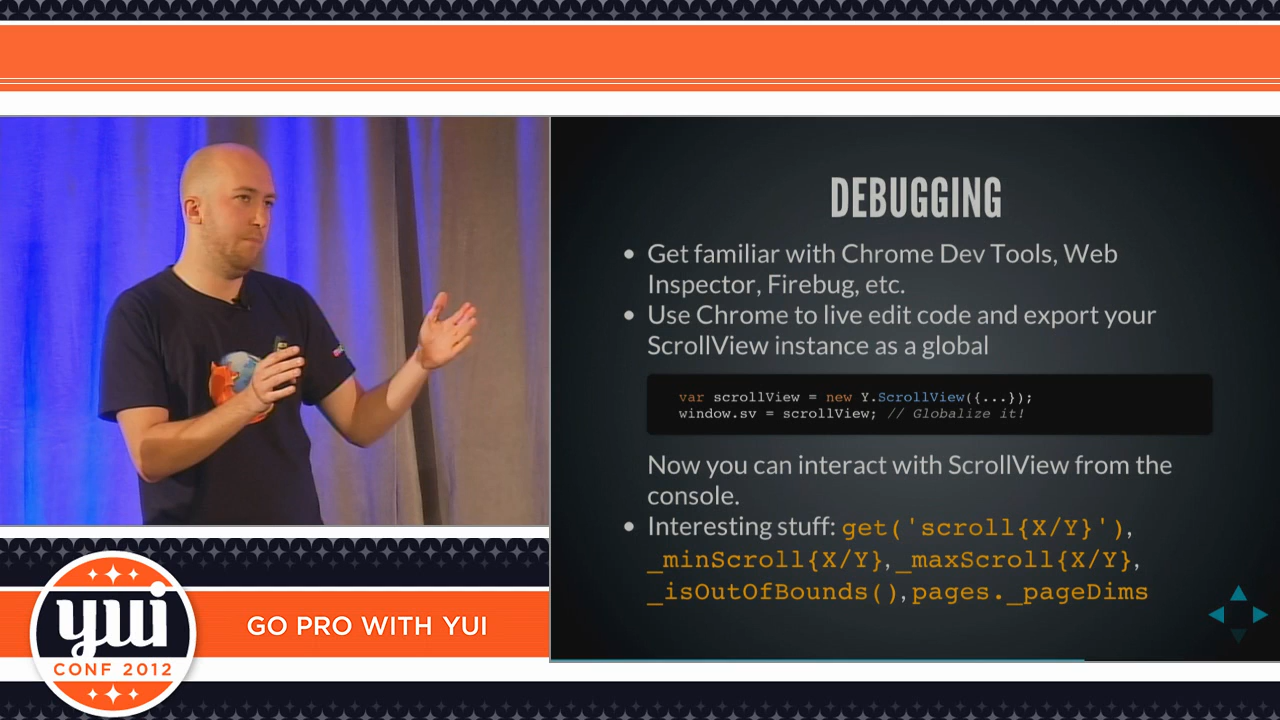 DEBUGGING
Get familiar with Chrome Dev Tools, Web
Inspector, Firebug, etc.
Use Chrome to live edit code and export your
ScrollView instance as a global
var scrollView = new Y.ScrollView({...});
window.sv = scrollView; // Globalize it!
Now you can interact with ScrollView from the
console.
Interesting stuff: get('scroll{X/Y}'),
_minScroll{X/Y}, _maxScroll{X/Y},
_isOutOfBounds(), pages._pageDims
yui
CONF 2012
GO PRO WITH YUI